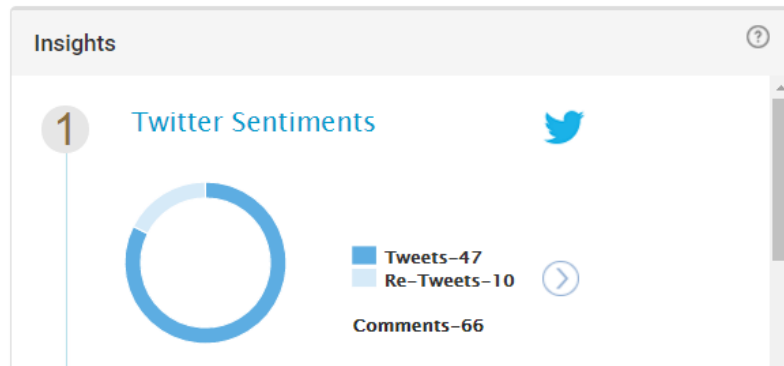 Insights
?
1
Twitter Sentiments
Tweets–47
Re–Tweets–10
Comments–66